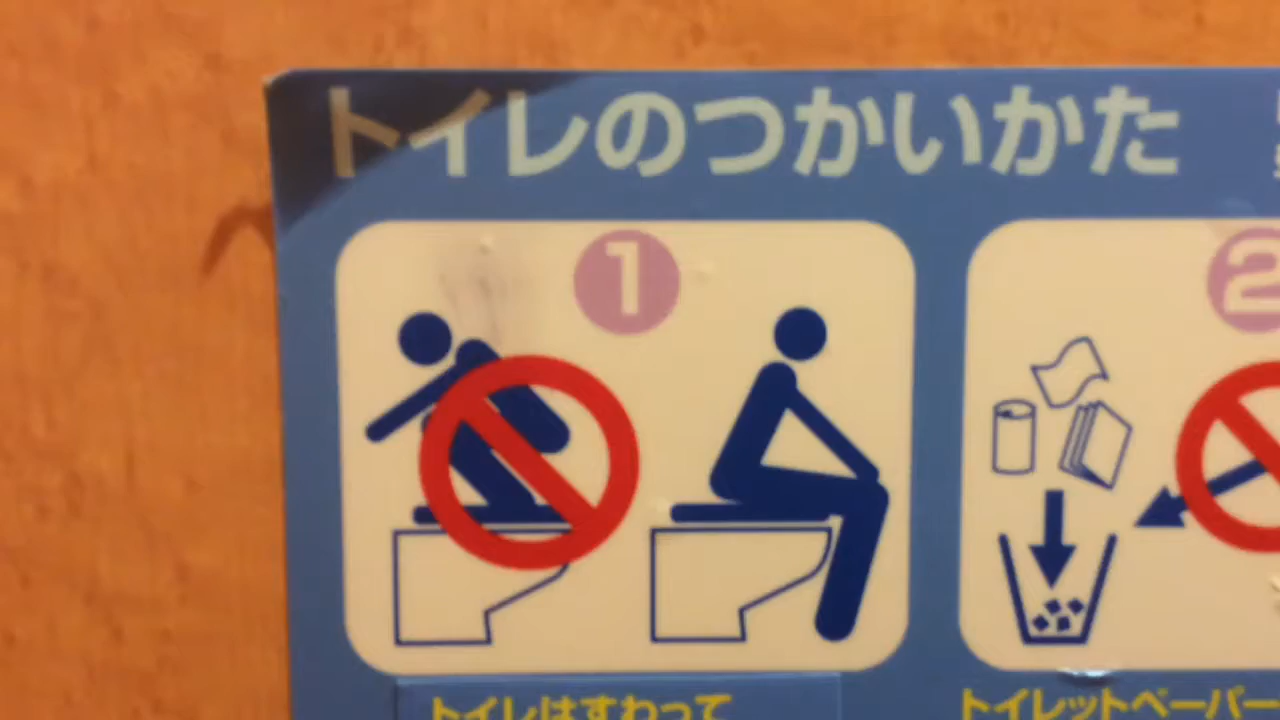 トイレのつかいかた
1
2
トイレはすわって
トイレットペーパー